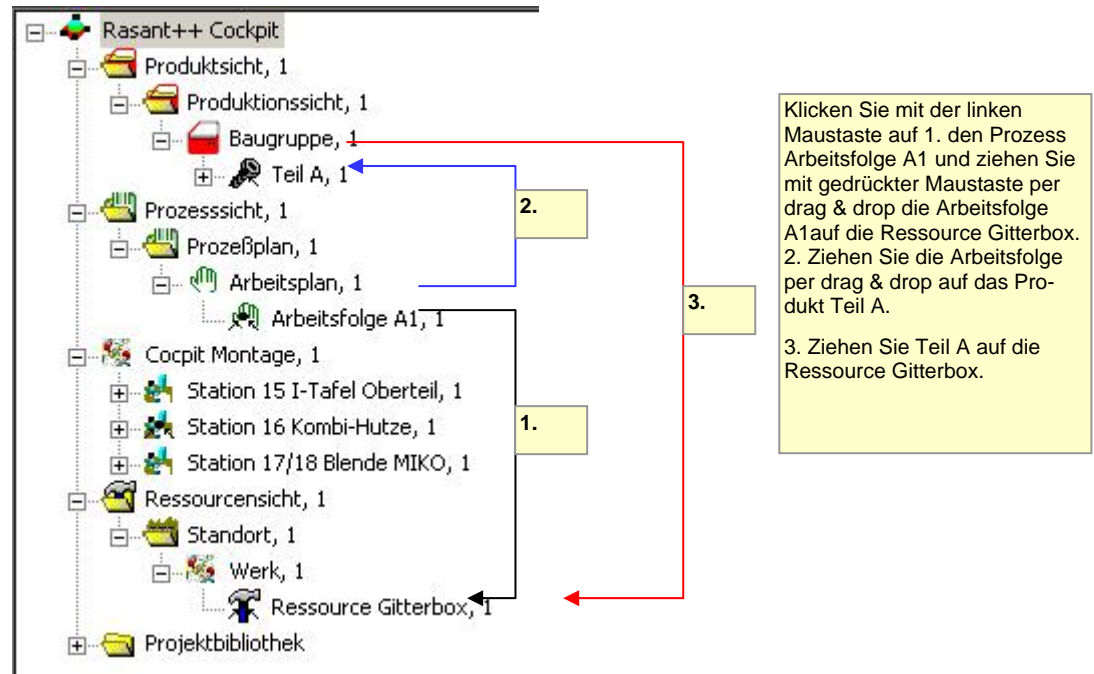 Rasant++ Cockpit
Produktsicht, 1
Produktionssicht, 1
Baugruppe, 1
Teil A, 1
Prozesssicht, 1
Prozeßplan, 1
Arbeitsplan, 1
Arbeitsfolge A1, 1
Cocpit Montage, 1
Station 15 I-Tafel Oberteil, 1
Station 16 Kombi-Hutze, 1
Station 17/18 Blende MIKO, 1
Ressourcensicht, 1
Standort, 1
Werk, 1
Ressource Gitterbox, 1
Projektbibliothek
2.
1.
3.
Klicken Sie mit der linken
Maustaste auf 1. den Prozess
Arbeitsfolge A1 und ziehen Sie
mit gedrückter Maustaste per
drag & drop die Arbeitsfolge
A1auf die Ressource Gitterbox.
2. Ziehen Sie die Arbeitsfolge
per drag & drop auf das Pro-
dukt Teil A.
3. Ziehen Sie Teil A auf die
Ressource Gitterbox.